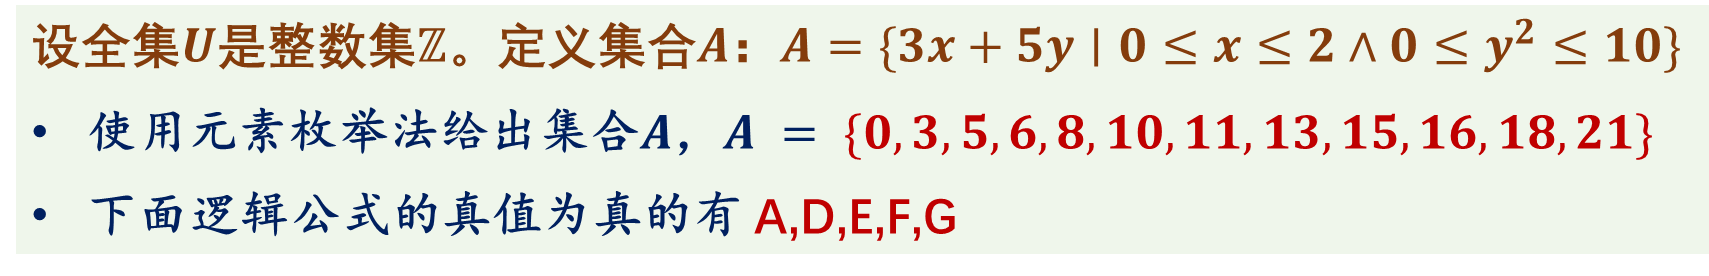 设全集U是整数集ℤ。定义集合A：A = {3x + 5y | 0 ≤ x ≤ 2 ∧ 0 ≤ y² ≤ 10}
• 使用元素枚举法给出集合A，A = {0, 3, 5, 6, 8, 10, 11, 13, 15, 16, 18, 21}
• 下面逻辑公式的真值为真的有 A,D,E,F,G